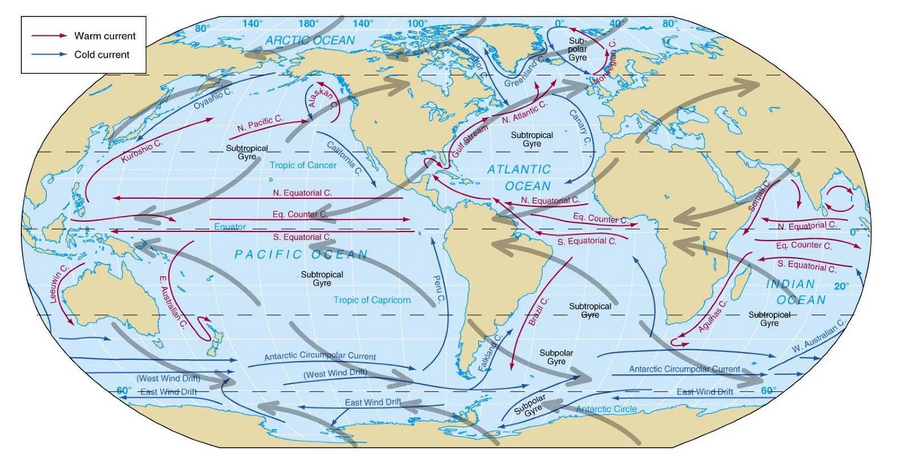 Warm current
Cold current
80°
140°
180°
140°
100°
0°
40°
80°
ARCTIC OCEAN
Sub-
polar
Gyre
Norwegian C.
Greenland C.
Labrador C.
Oyashio C.
Alaskan C.
N. Pacific C.
Kuroshio C.
Subtropical
Gyre
California C.
Tropic of Cancer
Gulf Stream
N. Atlantic C.
Subtropical
Gyre
Canary C.
ATLANTIC
OCEAN
N. Equatorial C.
Eq. Counter C.
Equator
S. Equatorial C.
N. Equatorial C.
Eq. Counter C.
S. Equatorial C.
N. Equatorial C.
0°
Eq. Counter C.
S. Equatorial C.
PACIFIC OCEAN
INDIAN
OCEAN
20°
Leeuwin C.
E. Australian C.
Subtropical
Gyre
Tropic of Capricorn
Peru C.
Brazil C.
Subtropical
Gyre
Agulhas C.
Subtropical
Gyre
W. Australian C.
Falkland C.
Subpolar
Gyre
Antarctic Circumpolar Current
(West Wind Drift)
(West Wind Drift)
Antarctic Circumpolar Current
60°
East Wind Drift
East Wind Drift
East Wind Drift
60°
Subpolar
Gyre
Antarctic Circle